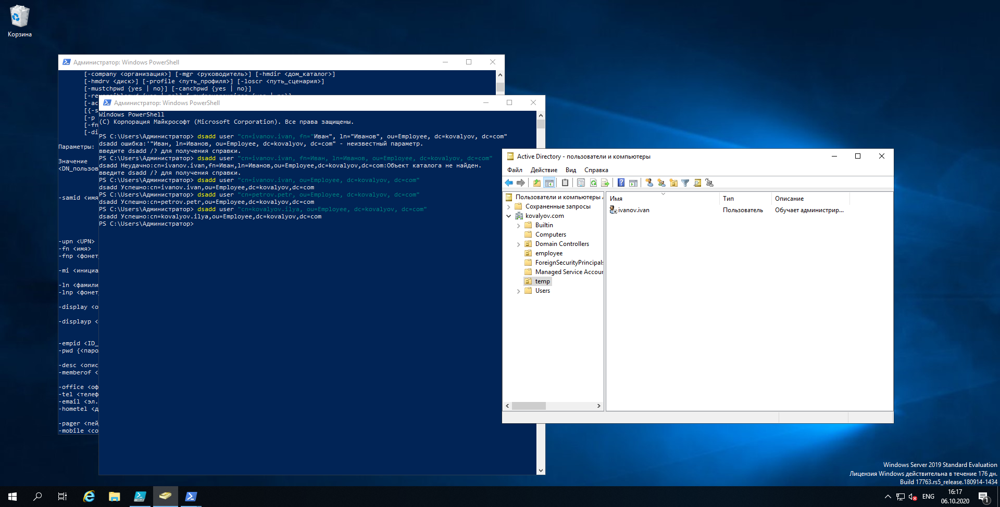 Корзина
Администратор: Windows PowerShell
[-company <организация>] [-mgr <руководитель>] [-hmdir <дом_каталог>]
[-hmdrv <диск>] [-profile <путь_профиля>] [-loscr <путь_сценария>]
[-mustchpwd {yes | no}] [-canchpwd {yes | no}]
[-ac
[{-s
[-p
[-fn
[-di
Параметры:
Значение
<DN_пользов
-samid <имя
-upn <UPN>
-fn <имя>
-fnp <фонет
-mi <инициа
-ln <фамили
-lnp <фонет
-display <о
-displayp <
-empid <ID_
-pwd {<паро
-desc <опис
-memberof <
-office <оф
-tel <телеф
-email <эл.
-hometel <д
-pager <пей
-mobile <со
Администратор: Windows PowerShell
Windows PowerShell
(C) Корпорация Майкрософт (Microsoft Corporation). Все права защищены.
PS C:\Users\Администратор> dsadd user "cn=ivanov.ivan, fn="Иван", ln="Иванов", ou=Employee, dc=kovalyov, dc=com"
dsadd ошибка:'"Иван, ln=Иванов, ou=Employee, dc=kovalyov, dc=com" - неизвестный параметр.
введите dsadd /? для получения справки.
PS C:\Users\Администратор> dsadd user "cn=ivanov.ivan, fn=Иван, ln=Иванов, ou=Employee, dc=kovalyov, dc=com"
dsadd Неудачно:cn=ivanov.ivan,fn=Иван,ln=Иванов,ou=Employee,dc=kovalyov,dc=com:Объект каталога не найден.
введите dsadd /? для получения справки.
PS C:\Users\Администратор> dsadd user "cn=ivanov.ivan, ou=Employee, dc=kovalyov, dc=com"
dsadd Успешно:cn=ivanov.ivan,ou=Employee,dc=kovalyov,dc=com
PS C:\Users\Администратор> dsadd user "cn=petrov.petr, ou=Employee, dc=kovalyov, dc=com"
dsadd Успешно:cn=petrov.petr,ou=Employee,dc=kovalyov,dc=com
PS C:\Users\Администратор> dsadd user "cn=kovalyov.ilya, ou=Employee, dc=kovalyov, dc=com"
dsadd Успешно:cn=kovalyov.ilya,ou=Employee,dc=kovalyov,dc=com
PS C:\Users\Администратор>
Active Directory - пользователи и компьютеры
Файл Действие Вид Справка
Пользователи и компьютеры
Сохраненные запросы
kovalyov.com
Builtin
Computers
Domain Controllers
employee
ForeignSecurityPrincipals
Managed Service Accour
temp
Users
Имя Тип Описание
ivanov.ivan Пользователь Обучает администрир...
Windows Server 2019 Standard Evaluation
Лицензия Windows действительна в течение 176 дн.
Build 17763.rs5_release.180914-1434
ENG
16:17
06.10.2020
1